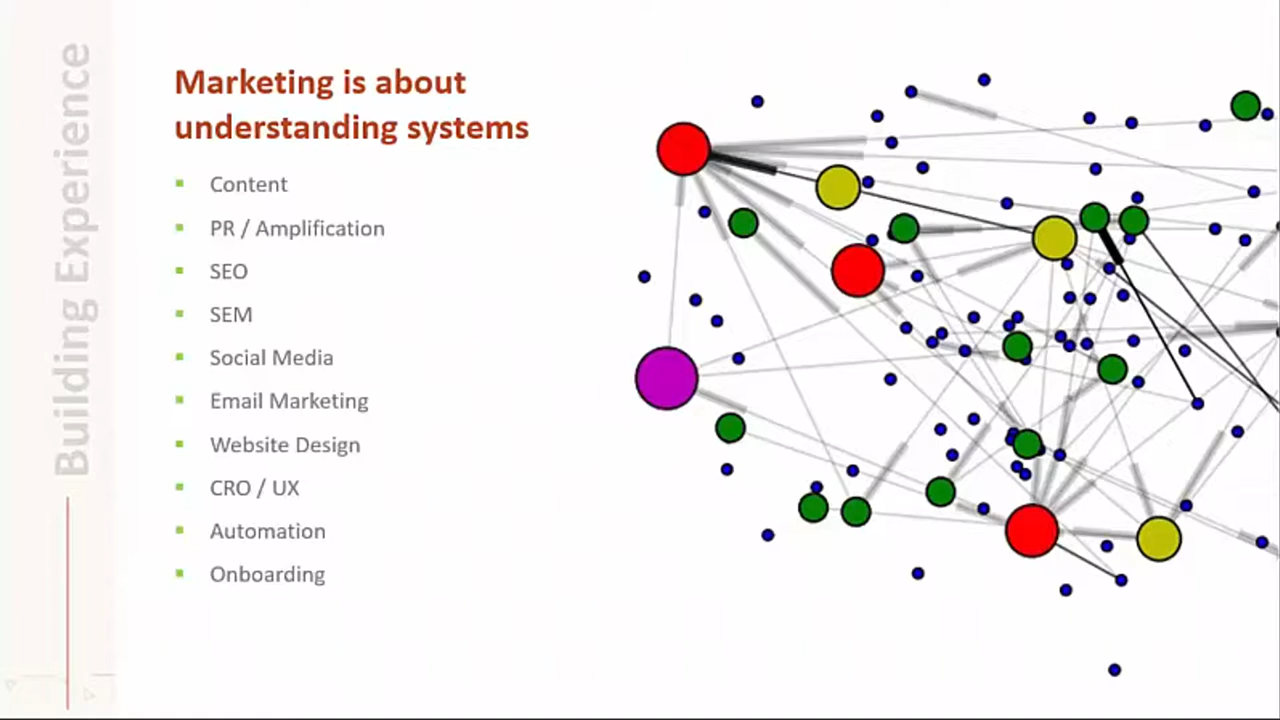 Building Experience
Marketing is about
understanding systems
Content
PR / Amplification
SEO
SEM
Social Media
Email Marketing
Website Design
CRO / UX
Automation
Onboarding